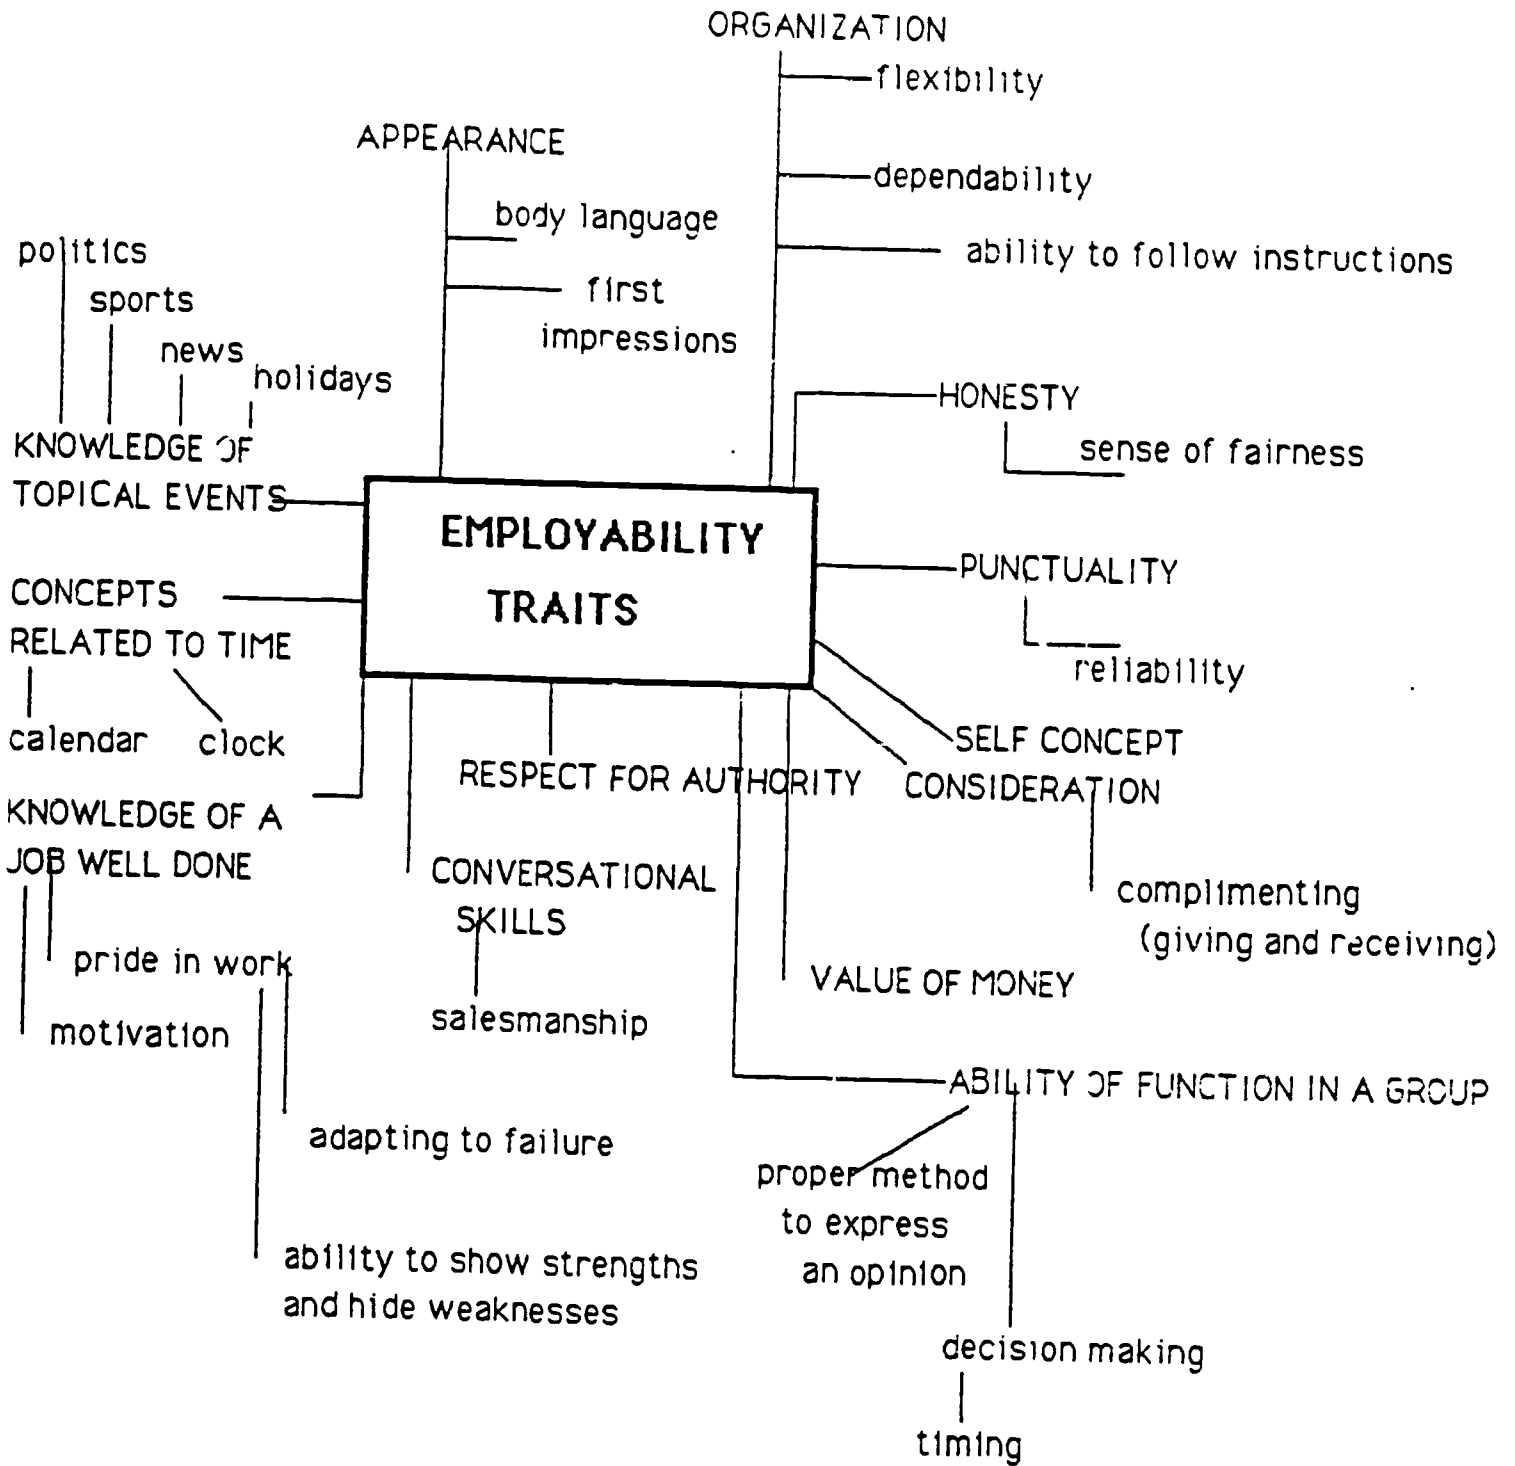 ORGANIZATION
flexibility
dependability
ability to follow instructions
APPEARANCE
body language
first
impressions
politics
sports
news
holidays
KNOWLEDGE OF
TOPICAL EVENTS
HONESTY
sense of fairness
EMPLOYABILITY
TRAITS
PUNCTUALITY
reliability
CONCEPTS
RELATED TO TIME
calendar
clock
SELF CONCEPT
CONSIDERATION
complimenting
(giving and receiving)
RESPECT FOR AUTHORITY
KNOWLEDGE OF A
JOB WELL DONE
pride in work
motivation
adapting to failure
ability to show strengths
and hide weaknesses
CONVERSATIONAL
SKILLS
salesmanship
VALUE OF MONEY
ABILITY OF FUNCTION IN A GROUP
proper method
to express
an opinion
decision making
timing